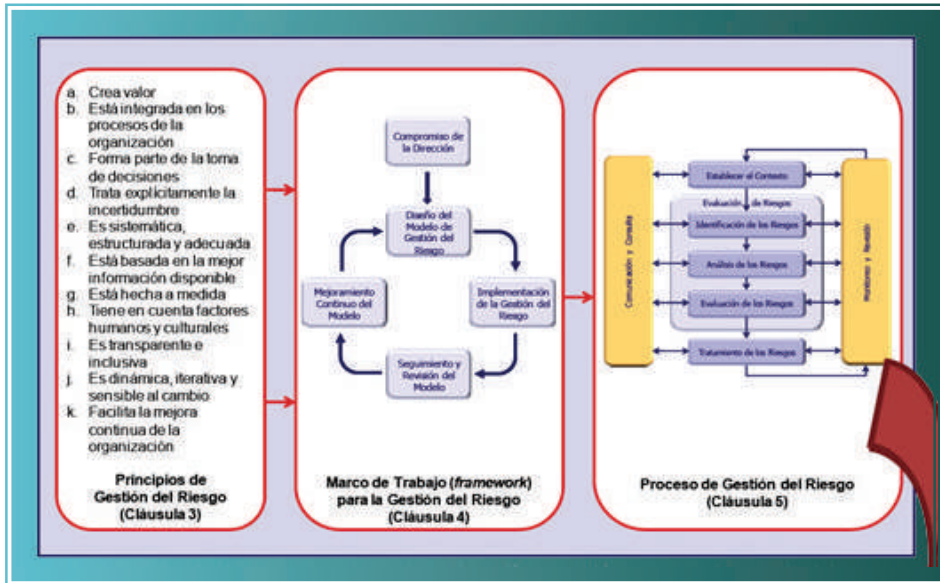 a. Crea valor
b. Está integrada en los
procesos de la
organización
c. Forma parte de la toma
de decisiones
d. Trata explícitamente la
incertidumbre
e. Es sistemática,
estructurada y adecuada
f. Está basada en la mejor
información disponible
g. Está hecha a medida
h. Tiene en cuenta factores
humanos y culturales
i. Es transparente e
inclusiva
j. Es dinámica, iterativa y
sensible al cambio
k. Facilita la mejora
continua de la
organización
Principios de
Gestión del Riesgo
(Cláusula 3)
Compromiso de
la Dirección
Diseño del
Modelo de
Gestión del
Riesgo
Implementación
de la Gestión del
Riesgo
Seguimiento y
Revisión del
Modelo
Mejoramiento
Continuo del
Modelo
Marco de Trabajo (framework)
para la Gestión del Riesgo
(Cláusula 4)
Comunicación y Consulta
Establecer el Contexto
Evaluación de Riesgos
Identificación de los Riesgos
Análisis de los Riesgos
Evaluación de los Riesgos
Tratamiento de los Riesgos
Monitoreo y Revisión
Proceso de Gestión del Riesgo
(Cláusula 5)